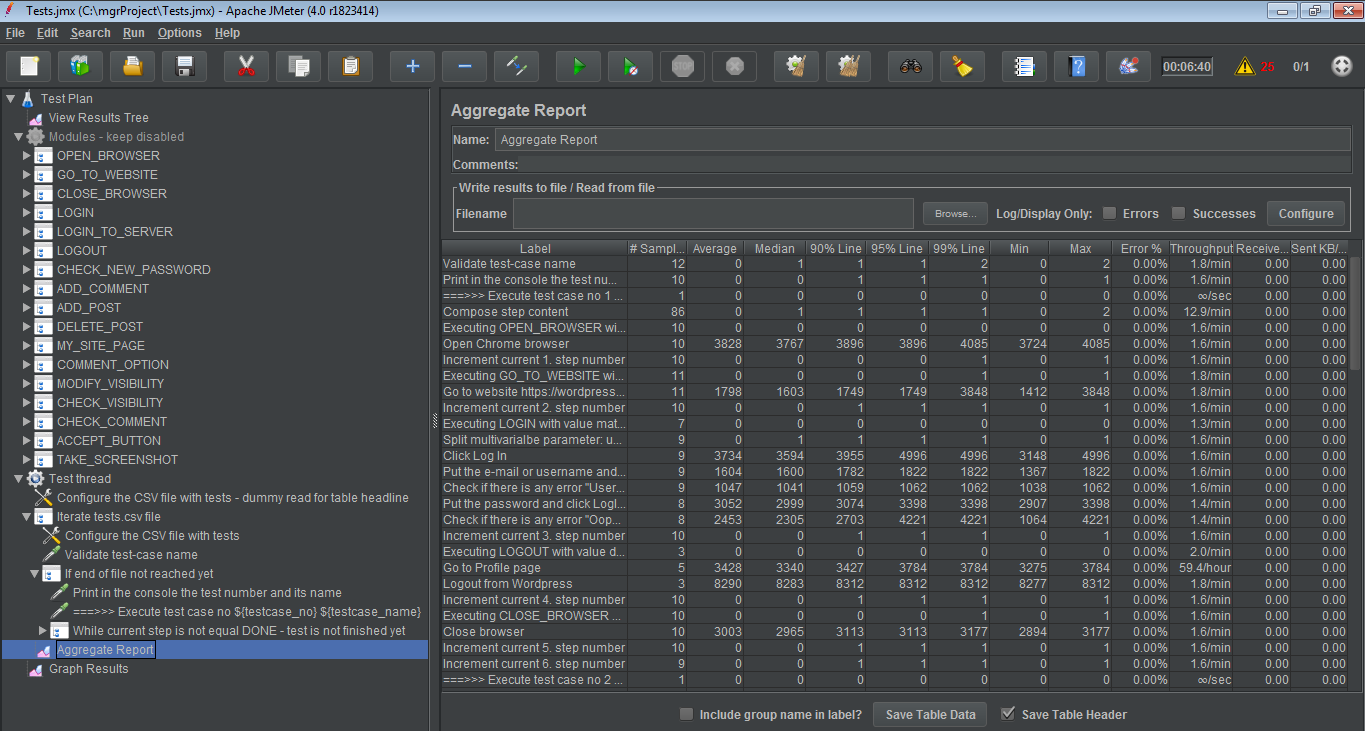 Tests.jmx (C:\mgrProject\Tests.jmx) - Apache JMeter (4.0 r1823414)
File Edit Search Run Options Help
00:06:40 25 0/1
Test Plan
View Results Tree
Modules - keep disabled
OPEN_BROWSER
GO_TO_WEBSITE
CLOSE_BROWSER
LOGIN
LOGIN_TO_SERVER
LOGOUT
CHECK_NEW_PASSWORD
ADD_COMMENT
ADD_POST
DELETE_POST
MY_SITE_PAGE
COMMENT_OPTION
MODIFY_VISIBILITY
CHECK_VISIBILITY
CHECK_COMMENT
ACCEPT_BUTTON
TAKE_SCREENSHOT
Test thread
Configure the CSV file with tests - dummy read for table headline
Iterate tests.csv file
Configure the CSV file with tests
Validate test-case name
If end of file not reached yet
Print in the console the test number and its name
===>>> Execute test case no ${testcase_no} ${testcase_name}
While current step is not equal DONE - test is not finished yet
Aggregate Report
Graph Results
Aggregate Report
Name: Aggregate Report
Comments:
Write results to file / Read from file
Filename Browse... Log/Display Only: Errors Successes Configure
Label # Sampl... Average Median 90% Line 95% Line 99% Line Min Max Error % Throughput Receive... Sent KB/...
Validate test-case name 12 0 1 1 1 2 0 2 0.00% 1.8/min 0.00 0.00
Print in the console the test nu... 10 0 0 1 1 1 0 1 0.00% 1.6/min 0.00 0.00
===>>> Execute test case no 1 ... 1 0 0 0 0 0 0 0 0.00% ∞/sec 0.00 0.00
Compose step content 86 0 1 1 1 1 0 2 0.00% 12.9/min 0.00 0.00
Executing OPEN_BROWSER wi... 10 0 0 0 0 0 0 0 0.00% 1.6/min 0.00 0.00
Open Chrome browser 10 3828 3767 3896 3896 4085 3724 4085 0.00% 1.6/min 0.00 0.00
Increment current 1. step number 10 0 0 0 0 1 0 1 0.00% 1.6/min 0.00 0.00
Executing GO_TO_WEBSITE wi... 11 0 0 0 0 1 0 1 0.00% 1.8/min 0.00 0.00
Go to website https://wordpress... 11 1798 1603 1749 1749 3848 1412 3848 0.00% 1.8/min 0.00 0.00
Increment current 2. step number 10 0 0 1 1 1 0 1 0.00% 1.6/min 0.00 0.00
Executing LOGIN with value mat... 7 0 0 0 0 0 0 0 0.00% 1.3/min 0.00 0.00
Split multivarialbe parameter: u... 9 0 1 1 1 1 0 1 0.00% 1.6/min 0.00 0.00
Click Log In 9 3734 3594 3955 4996 4996 3148 4996 0.00% 1.6/min 0.00 0.00
Put the e-mail or username and... 9 1604 1600 1782 1822 1822 1367 1822 0.00% 1.6/min 0.00 0.00
Check if there is any error "User... 9 1047 1041 1059 1062 1062 1038 1062 0.00% 1.6/min 0.00 0.00
Put the password and click LogI... 8 3052 2999 3074 3398 3398 2907 3398 0.00% 1.4/min 0.00 0.00
Check if there is any error "Oop... 8 2453 2305 2703 4221 4221 1064 4221 0.00% 1.4/min 0.00 0.00
Increment current 3. step number 10 0 0 1 1 1 0 1 0.00% 1.6/min 0.00 0.00
Executing LOGOUT with value d... 3 0 0 0 0 0 0 0 0.00% 2.0/min 0.00 0.00
Go to Profile page 5 3428 3340 3427 3784 3784 3275 3784 0.00% 59.4/hour 0.00 0.00
Logout from Wordpress 3 8290 8283 8312 8312 8312 8277 8312 0.00% 1.8/min 0.00 0.00
Increment current 4. step number 10 0 0 1 1 1 0 1 0.00% 1.6/min 0.00 0.00
Executing CLOSE_BROWSER ... 10 0 0 0 0 1 0 1 0.00% 1.6/min 0.00 0.00
Close browser 10 3003 2965 3113 3113 3177 2894 3177 0.00% 1.6/min 0.00 0.00
Increment current 5. step number 10 0 0 1 1 1 0 1 0.00% 1.6/min 0.00 0.00
Increment current 6. step number 9 0 0 1 1 1 0 1 0.00% 1.6/min 0.00 0.00
===>>> Execute test case no 2 ... 1 0 0 0 0 0 0 0 0.00% ∞/sec 0.00 0.00
Include group name in label? Save Table Data Save Table Header